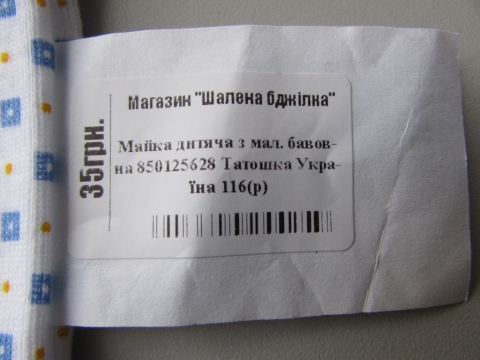 Магазин "Шалена бджілка"
35грн.
Майка дитяча з мал. бавов-
на 850125628 Татошка Укра-
їна 116(р)